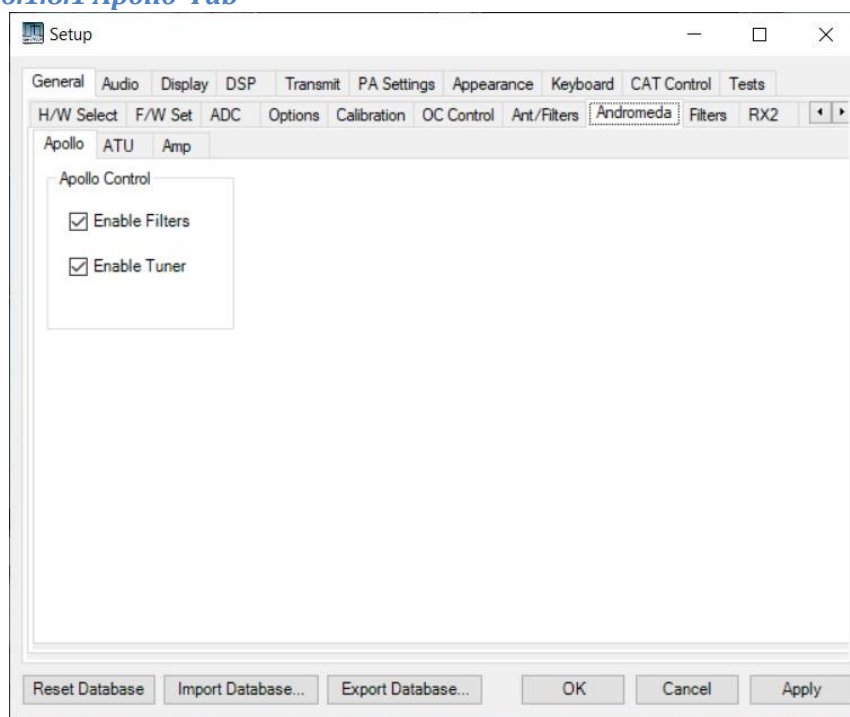 Apollo Tab
Setup
General Audio Display DSP Transmit PA Settings Appearance Keyboard CAT Control Tests
H/W Select F/W Set ADC Options Calibration OC Control Ant/Filters Andromeda Filters RX2
Apollo ATU Amp
Apollo Control
Enable Filters
Enable Tuner
Reset Database Import Database... Export Database... OK Cancel Apply